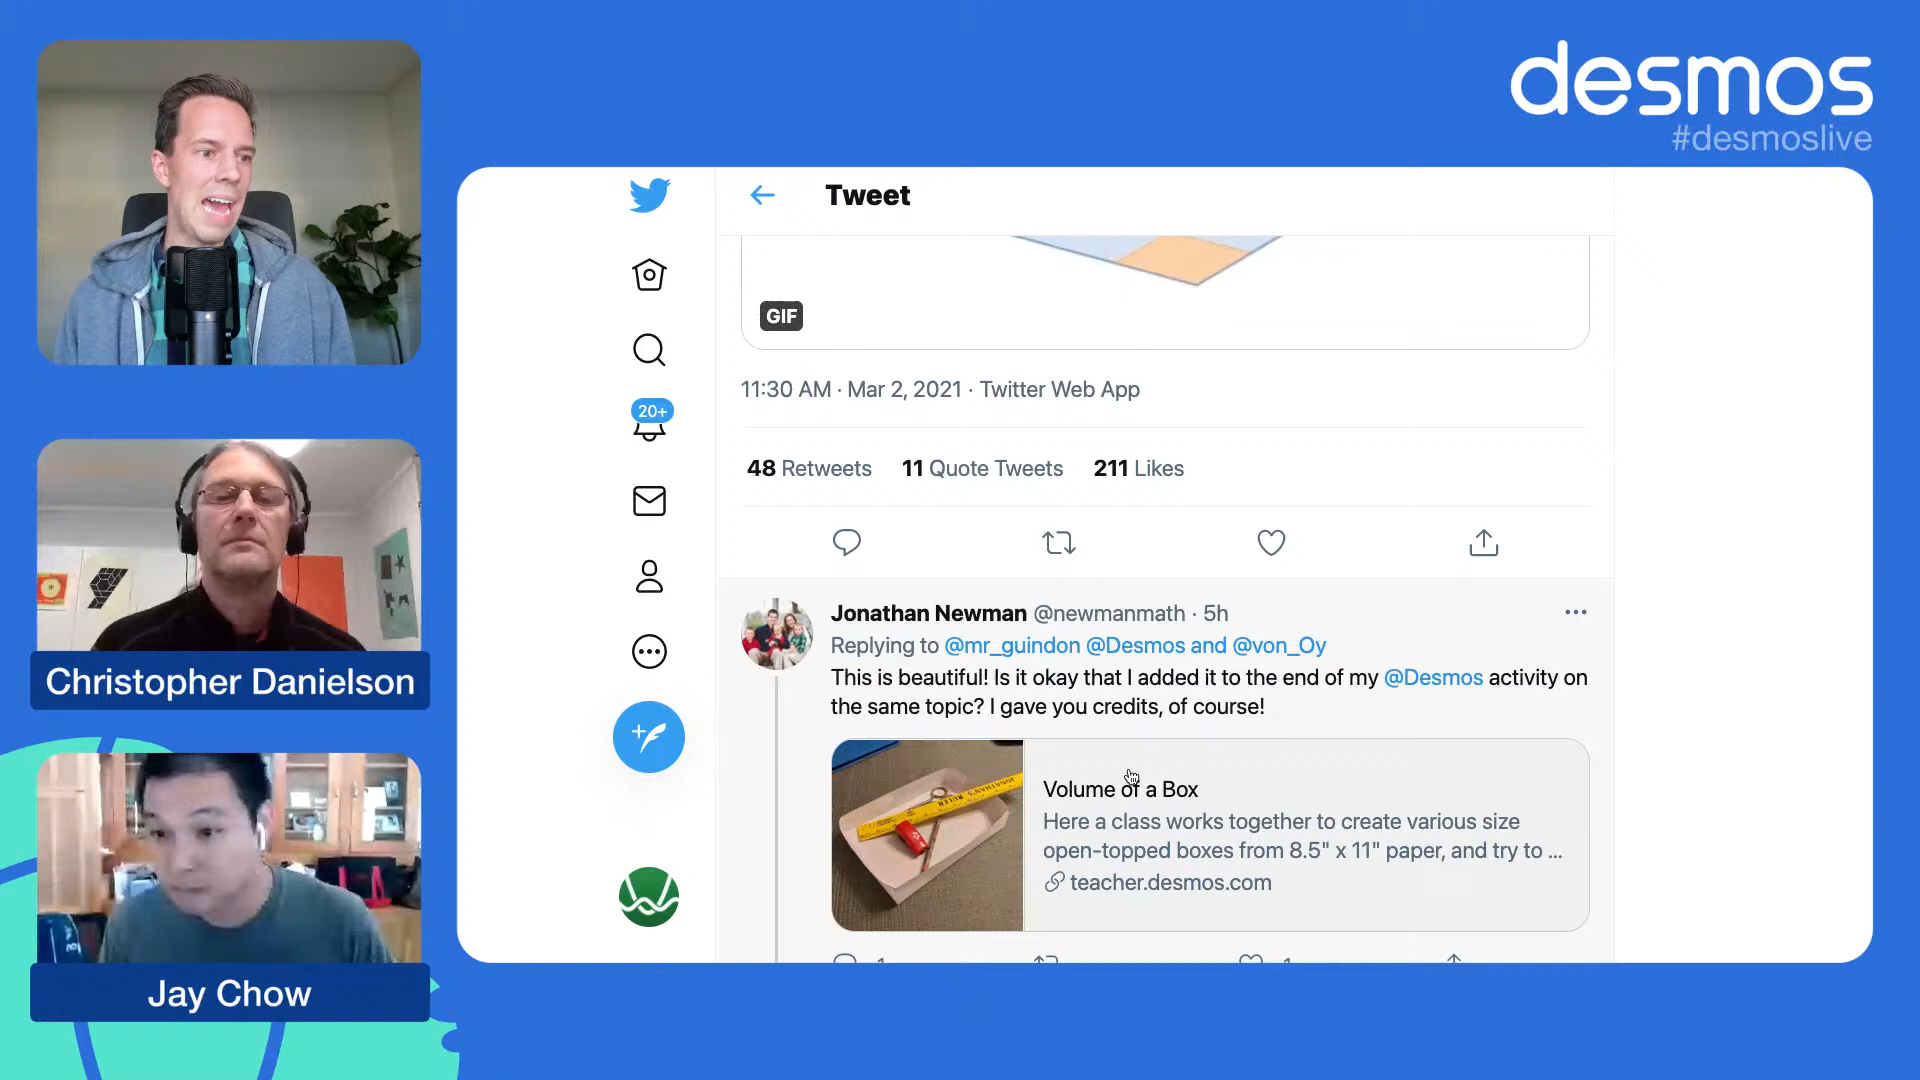 desmos
#desmoslive
Tweet
GIF
20+
11:30 AM · Mar 2, 2021 · Twitter Web App
48 Retweets 11 Quote Tweets 211 Likes
Jonathan Newman @newmanmath · 5h
Replying to @mr_guindon @Desmos and @von_Oy
This is beautiful! Is it okay that I added it to the end of my @Desmos activity on
the same topic? I gave you credits, of course!
JONATHAN'S RULER
Volume of a Box
Here a class works together to create various size
open-topped boxes from 8.5" x 11" paper, and try to ...
teacher.desmos.com
Christopher Danielson
Jay Chow